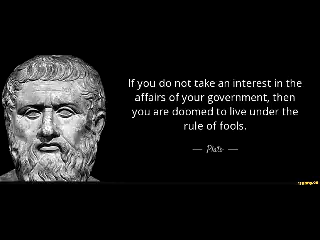 If you do not take an interest in the
affairs of your government, then
you are doomed to live under the
rule of fools.
— Plato —